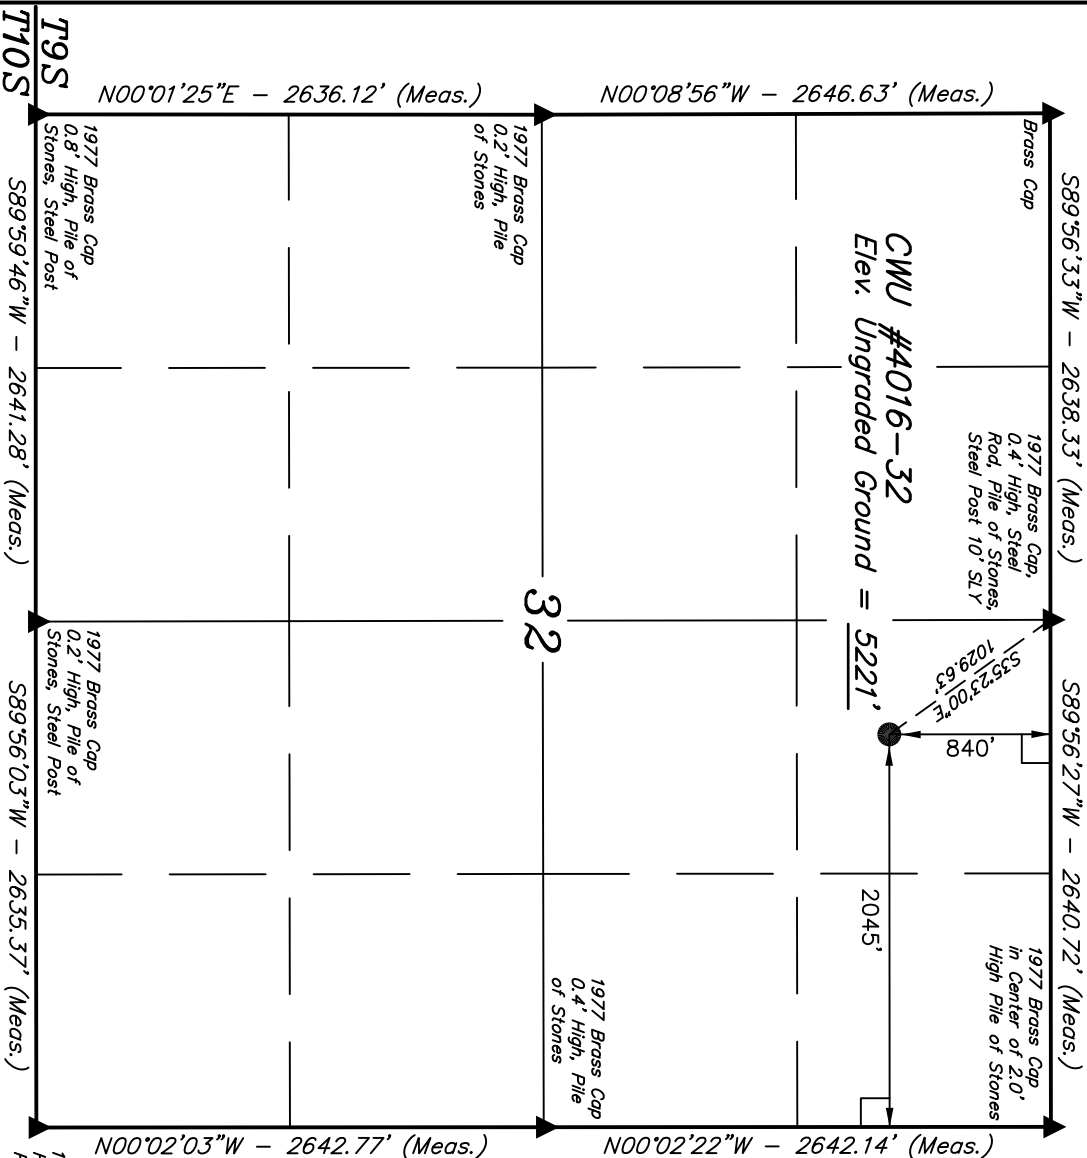 S89°56'33"W - 2638.33' (Meas.)
S89°56'27"W - 2640.72' (Meas.)
Brass Cap
1977 Brass Cap,
0.4' High, Steel
Rod, Pile of Stones,
Steel Post 10' SLY
1977 Brass Cap
in Center of 2.0'
High Pile of Stones
N00°08'56"W - 2646.63' (Meas.)
S35°23'00"E
1029.63'
840'
CWU #4016-32
Elev. Ungraded Ground = 5221'
2045'
N00°02'22"W - 2642.14' (Meas.)
1977 Brass Cap
0.2' High, Pile
of Stones
32
1977 Brass Cap
0.4' High, Pile
of Stones
N00°01'25"E - 2636.12' (Meas.)
N00°02'03"W - 2642.77' (Meas.)
1977 Brass Cap
0.8' High, Pile of
Stones, Steel Post
1977 Brass Cap
0.2' High, Pile of
Stones, Steel Post
T9S
T10S
S89°59'46"W - 2641.28' (Meas.)
S89°56'03"W - 2635.37' (Meas.)